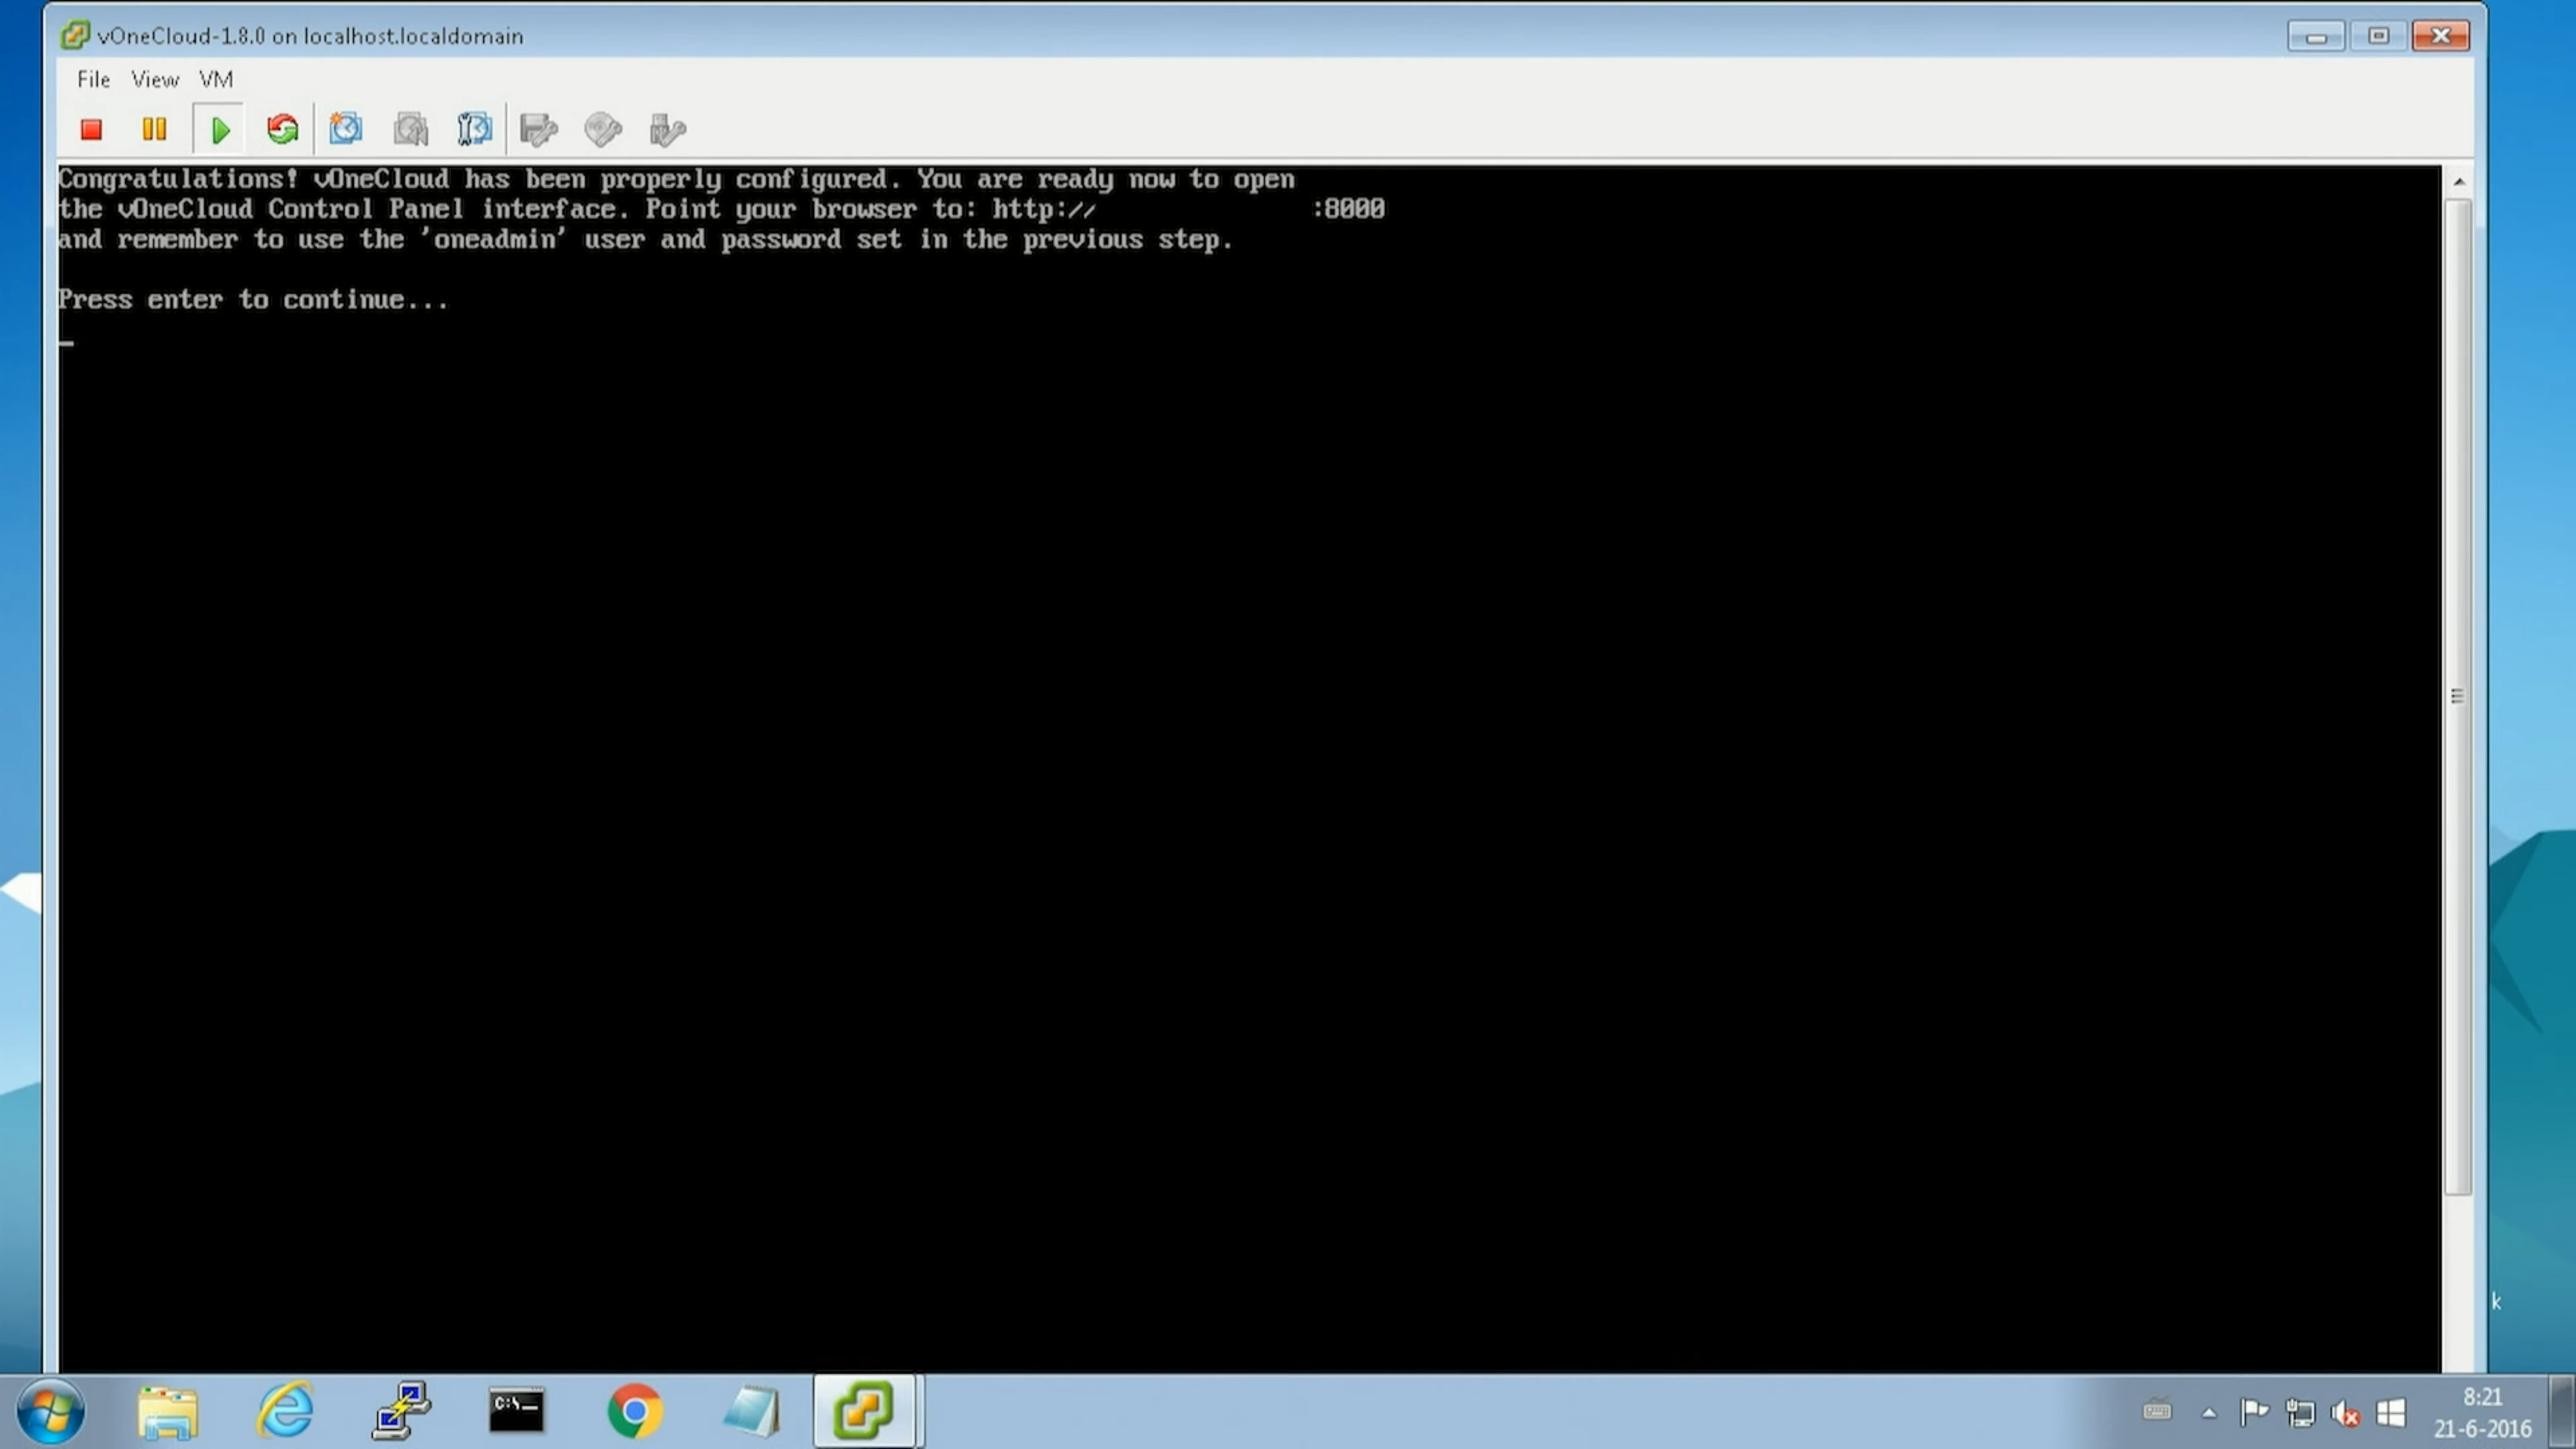 vOneCloud-1.8.0 on localhost.localdomain
File View VM
Congratulations! vOneCloud has been properly configured. You are ready now to open
the vOneCloud Control Panel interface. Point your browser to: http:// :8000
and remember to use the 'oneadmin' user and password set in the previous step.
Press enter to continue...
k
C:\_
8:21
21-6-2016